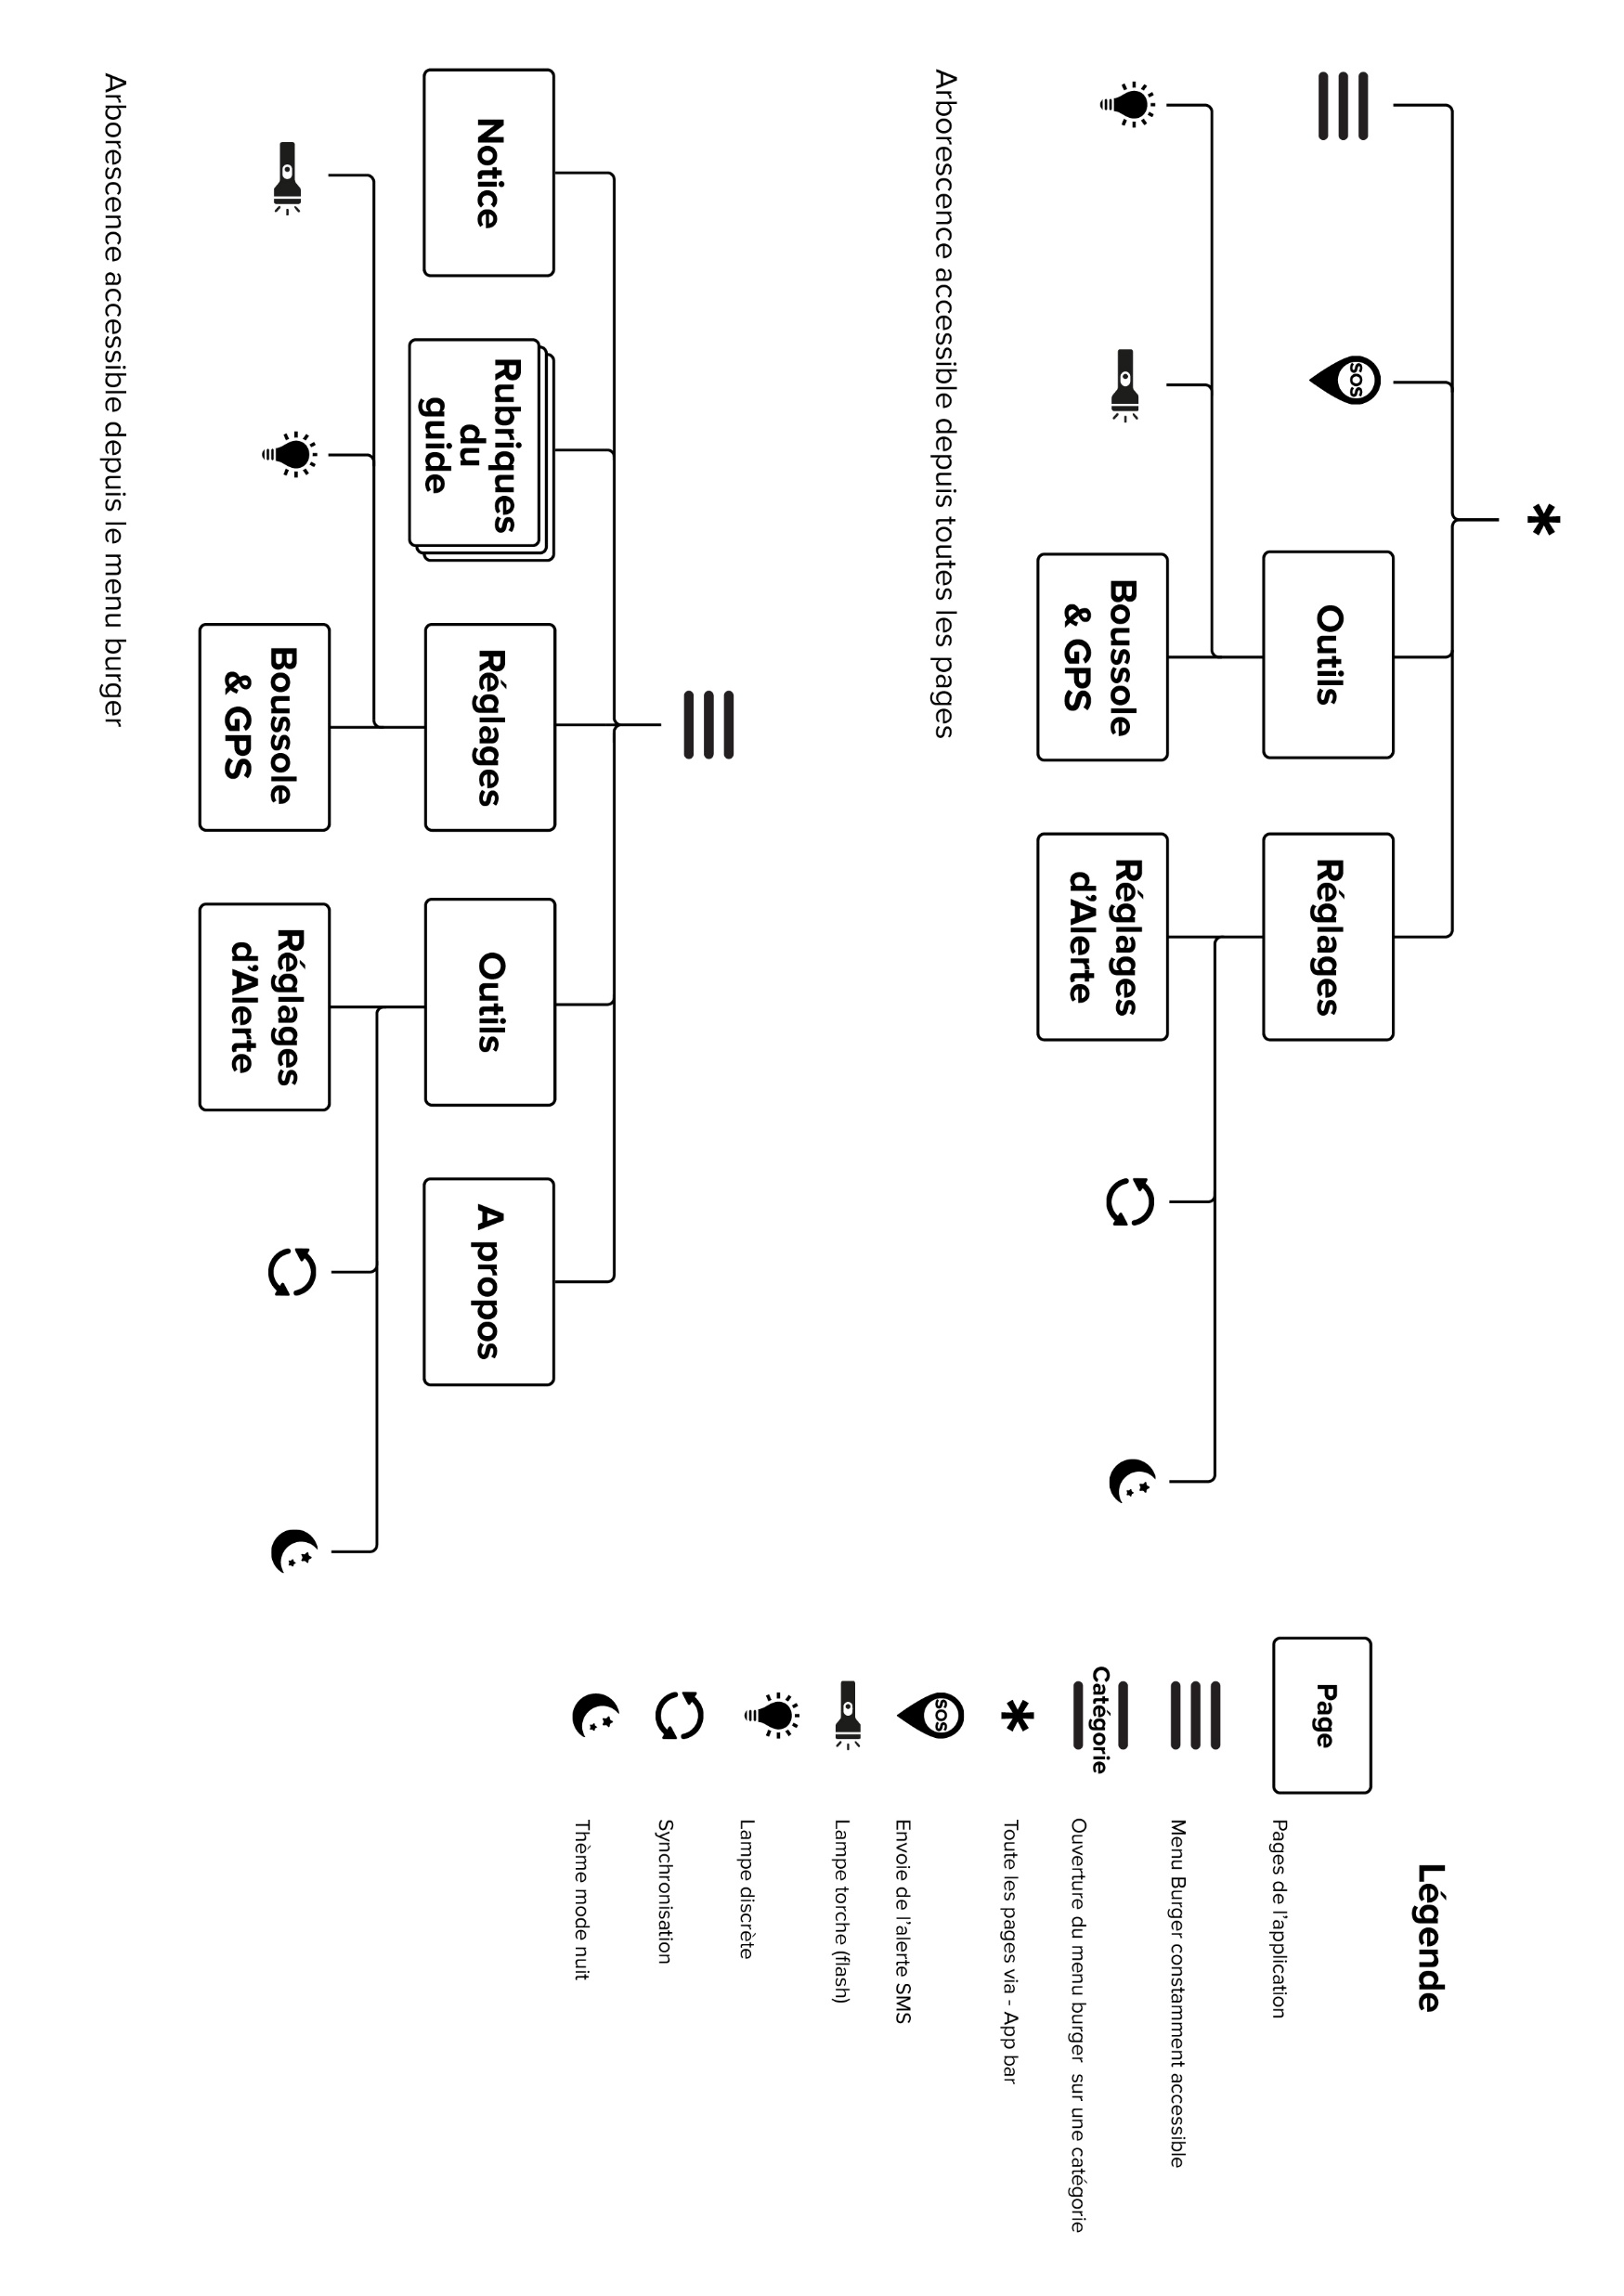 SOS
Outils
Réglages
Boussole
& GPS
Réglages
d'Alerte
Arborescence accessible depuis toutes les pages
Notice
Rubriques
du
guide
Réglages
Outils
A propos
Boussole
& GPS
Réglages
d'Alerte
Arborescence accessible depuis le menu burger
Légende
Page
Pages de l'application
Menu Burger constamment accessible
Catégorie
Ouverture du menu burger sur une catégorie
Toute les pages via - App bar
SOS
Envoie de l'alerte SMS
Lampe torche (flash)
Lampe discrète
Synchronisation
Thème mode nuit